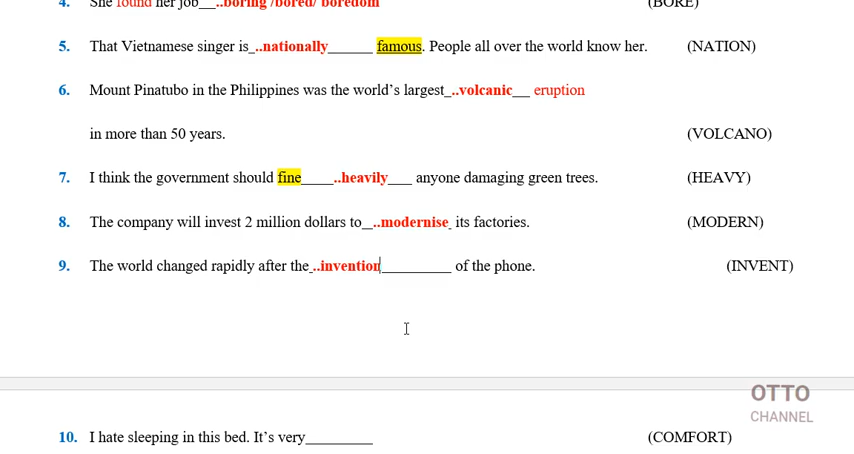 4. She found her job__..boring /bored/ boredom (BORE)
5. That Vietnamese singer is_..nationally______ famous. People all over the world know her. (NATION)
6. Mount Pinatubo in the Philippines was the world's largest_..volcanic__ eruption
in more than 50 years. (VOLCANO)
7. I think the government should fine____..heavily___ anyone damaging green trees. (HEAVY)
8. The company will invest 2 million dollars to_..modernise_ its factories. (MODERN)
9. The world changed rapidly after the_..invention_________ of the phone. (INVENT)
OTTO
CHANNEL
10. I hate sleeping in this bed. It's very_________ (COMFORT)